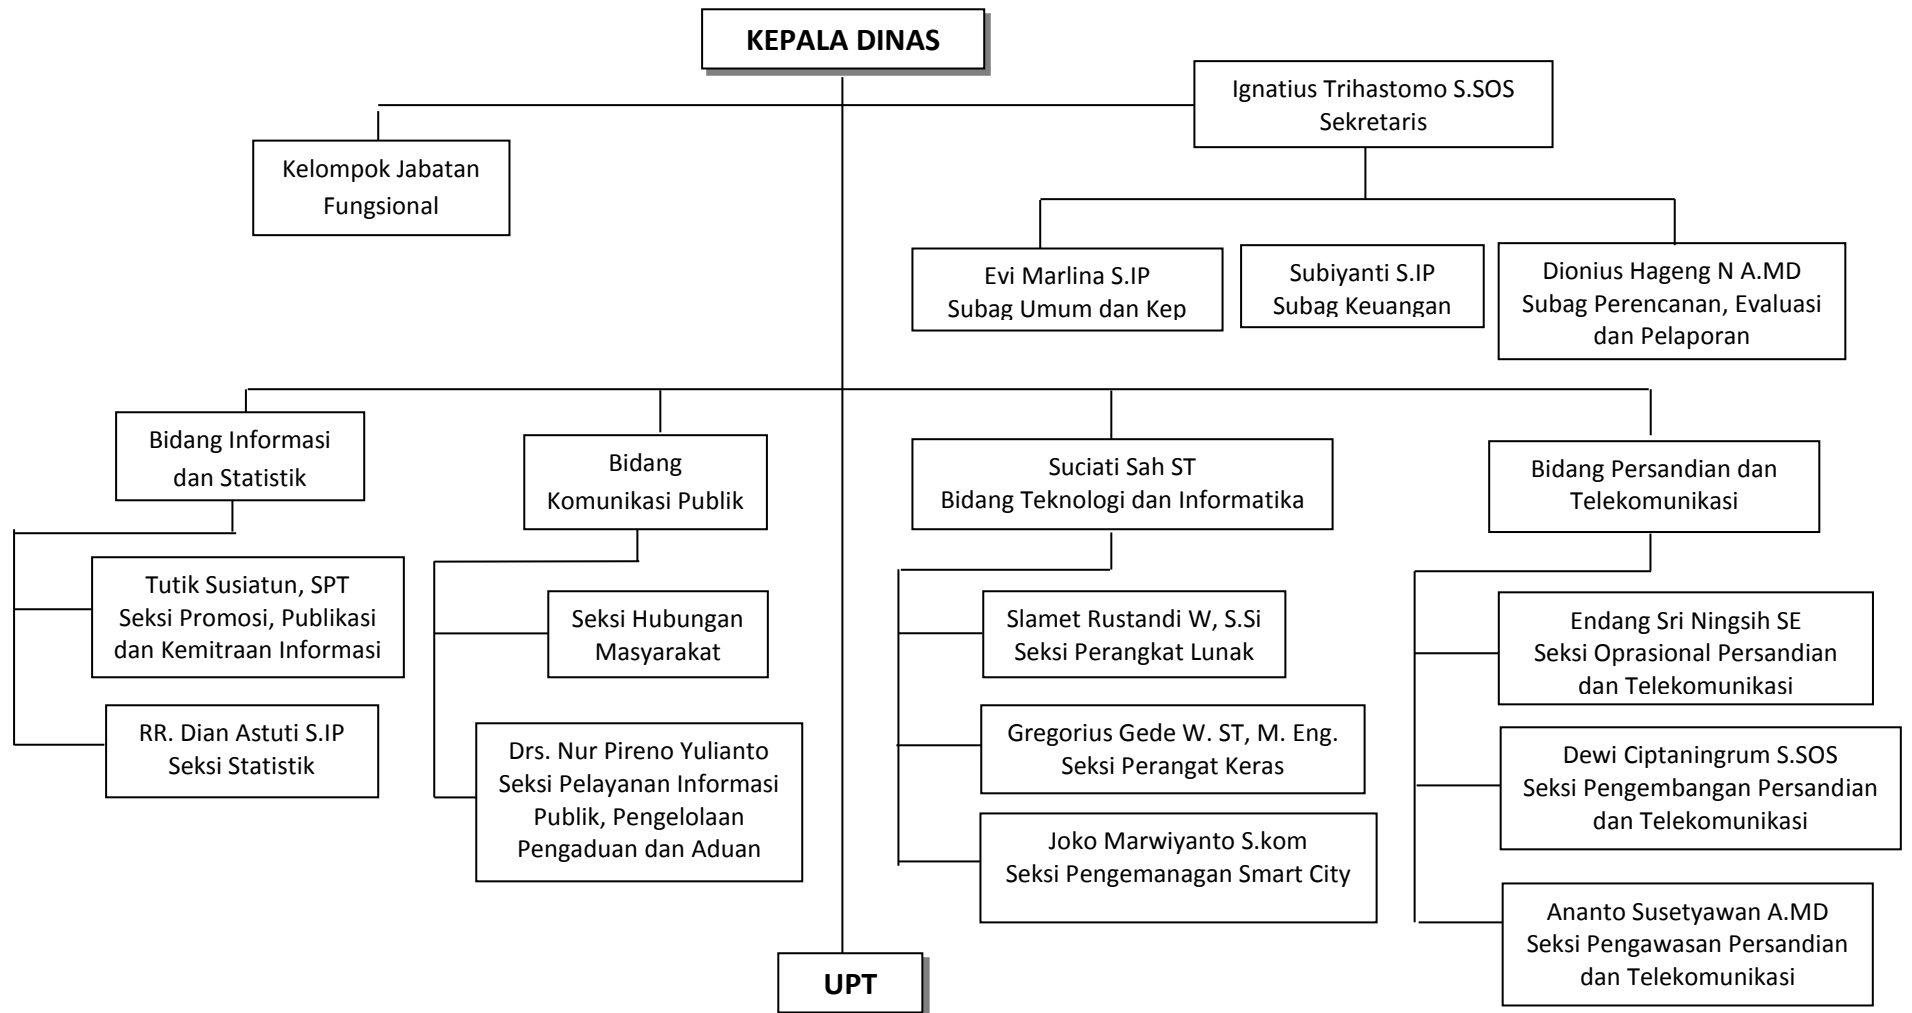 KEPALA DINAS
Ignatius Trihastomo S.SOS
Sekretaris
Kelompok Jabatan
Fungsional
Evi Marlina S.IP
Subag Umum dan Kep
Subiyanti S.IP
Subag Keuangan
Dionius Hageng N A.MD
Subag Perencanan, Evaluasi
dan Pelaporan
Bidang Informasi
dan Statistik
Bidang
Komunikasi Publik
Suciati Sah ST
Bidang Teknologi dan Informatika
Bidang Persandian dan
Telekomunikasi
Tutik Susiatun, SPT
Seksi Promosi, Publikasi
dan Kemitraan Informasi
RR. Dian Astuti S.IP
Seksi Statistik
Seksi Hubungan
Masyarakat
Drs. Nur Pireno Yulianto
Seksi Pelayanan Informasi
Publik, Pengelolaan
Pengaduan dan Aduan
Slamet Rustandi W, S.Si
Seksi Perangkat Lunak
Gregorius Gede W. ST, M. Eng.
Seksi Perangat Keras
Joko Marwiyanto S.kom
Seksi Pengemanagan Smart City
Endang Sri Ningsih SE
Seksi Oprasional Persandian
dan Telekomunikasi
Dewi Ciptaningrum S.SOS
Seksi Pengembangan Persandian
dan Telekomunikasi
Ananto Susetyawan A.MD
Seksi Pengawasan Persandian
dan Telekomunikasi
UPT